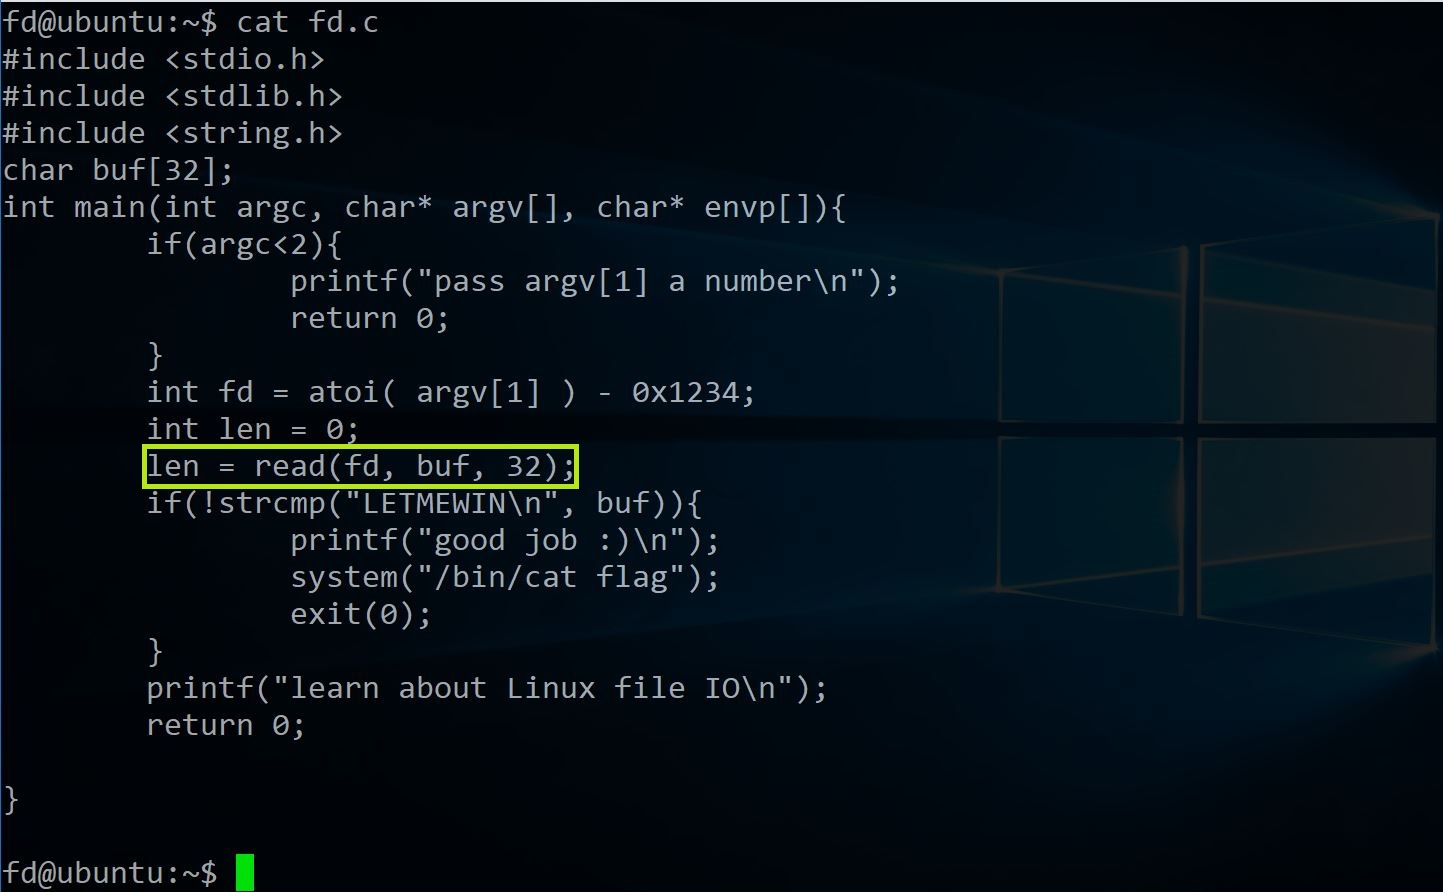 fd@ubuntu:~$ cat fd.c
#include <stdio.h>
#include <stdlib.h>
#include <string.h>
char buf[32];
int main(int argc, char* argv[], char* envp[]){
        if(argc<2){
                printf("pass argv[1] a number\n");
                return 0;
        }
        int fd = atoi( argv[1] ) - 0x1234;
        int len = 0;
        len = read(fd, buf, 32);
        if(!strcmp("LETMEWIN\n", buf)){
                printf("good job :)\n");
                system("/bin/cat flag");
                exit(0);
        }
        printf("learn about Linux file IO\n");
        return 0;

}

fd@ubuntu:~$